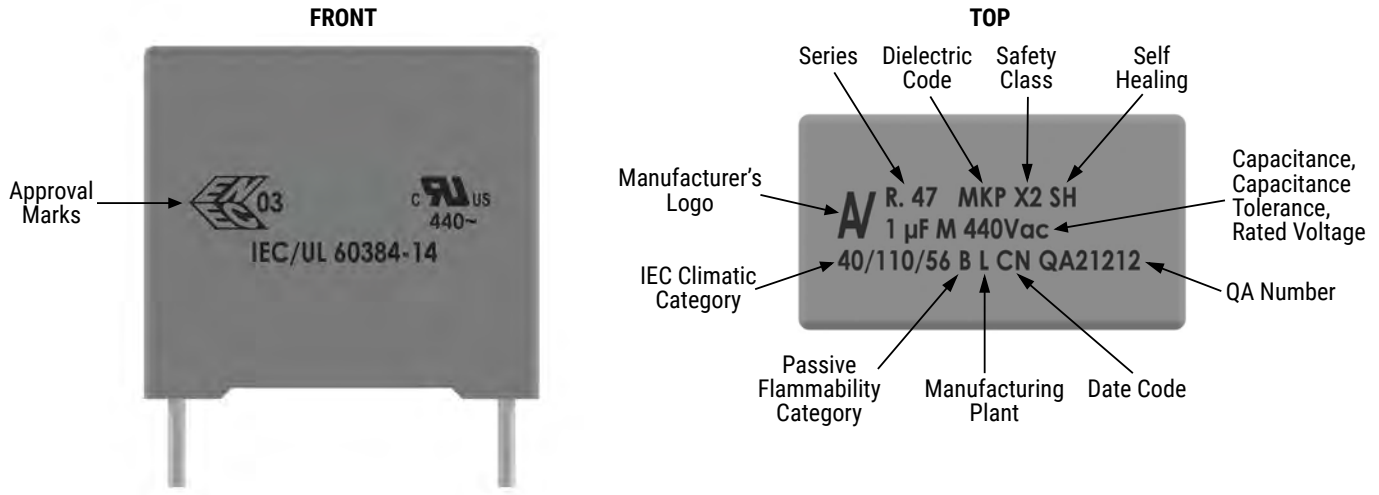 FRONT
Approval
Marks
ENEC 03
C RU US
440~
IEC/UL 60384-14
TOP
Series
Dielectric
Code
Safety
Class
Self
Healing
Manufacturer's
Logo
Capacitance,
Capacitance
Tolerance,
Rated Voltage
R. 47 MKP X2 SH
1 µF M 440Vac
40/110/56 B L CN QA21212
IEC Climatic
Category
QA Number
Passive
Flammability
Category
Manufacturing
Plant
Date Code